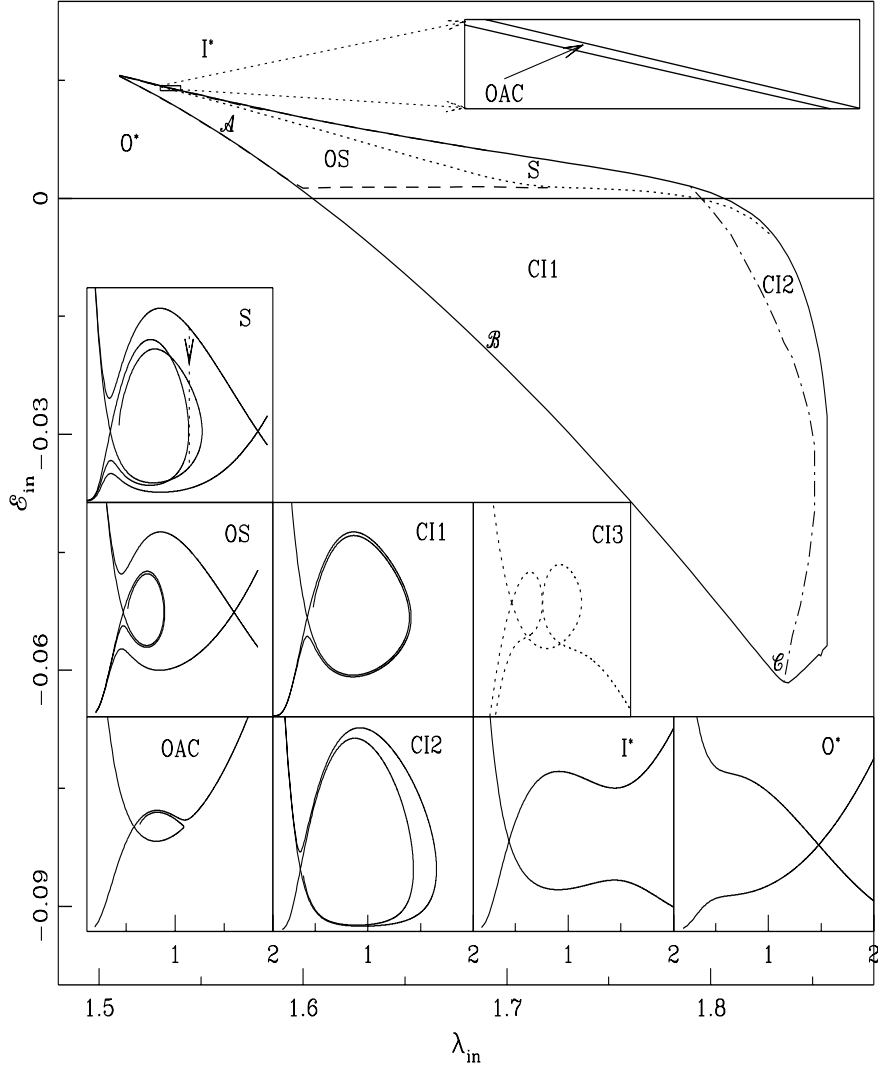 I*
OAC
O*
𝒜
OS
S
0
CI1
CI2
S
ℬ
−0.03
ℰin
OS
CI1
CI3
−0.06
𝒞
OAC
CI2
I*
O*
−0.09
1 2 1 2 1 2 1 2
1.5 1.6 1.7 1.8
λin